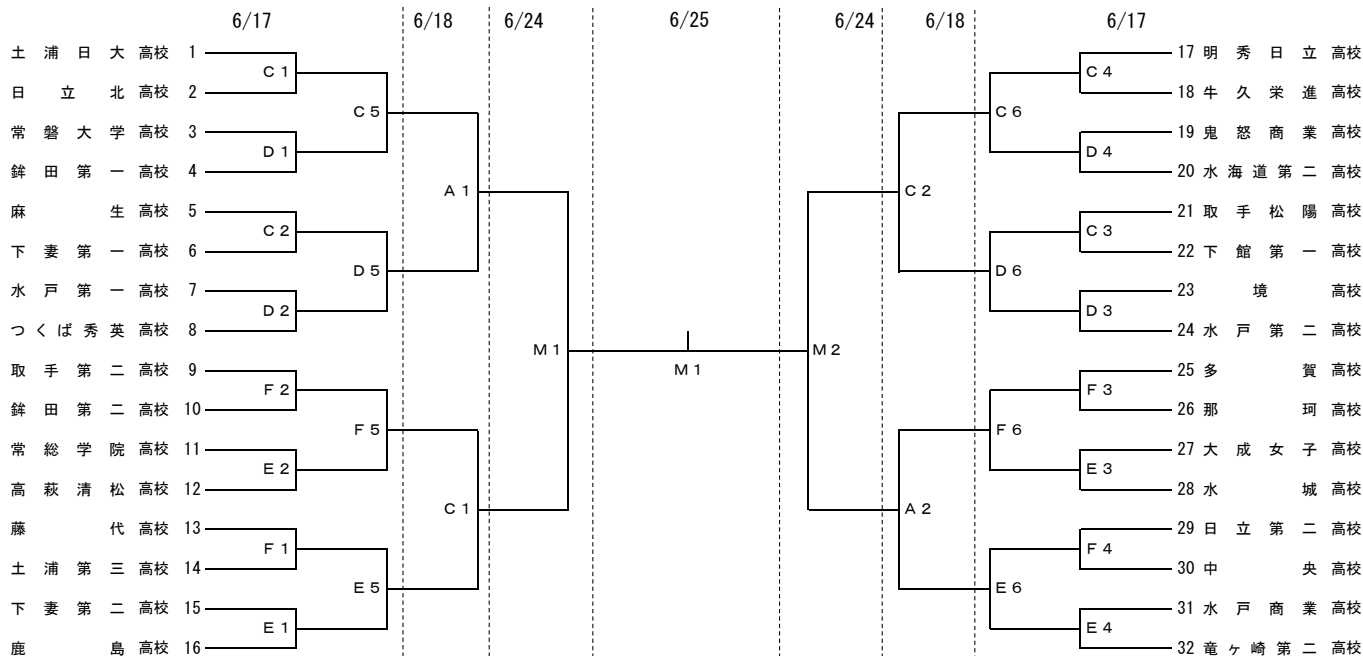 6/17 6/18 6/24 6/25 6/24 6/18 6/17
土浦日大 高校 1 17 明秀日立 高校
C1 C4
日立北 高校 2 18 牛久栄進 高校
C5 C6
常磐大学 高校 3 19 鬼怒商業 高校
D1 D4
鉾田第一 高校 4 20 水海道第二 高校
A1 C2
麻生 高校 5 21 取手松陽 高校
C2 C3
下妻第一 高校 6 22 下館第一 高校
D5 D6
水戸第一 高校 7 23 境 高校
D2 D3
つくば秀英 高校 8 24 水戸第二 高校
M1 M2
M1
取手第二 高校 9 25 多賀 高校
F2 F3
鉾田第二 高校 10 26 那珂 高校
F5 F6
常総学院 高校 11 27 大成女子 高校
E2 E3
高萩清松 高校 12 28 水城 高校
C1 A2
藤代 高校 13 29 日立第二 高校
F1 F4
土浦第三 高校 14 30 中央 高校
E5 E6
下妻第二 高校 15 31 水戸商業 高校
E1 E4
鹿島 高校 16 32 竜ヶ崎第二 高校